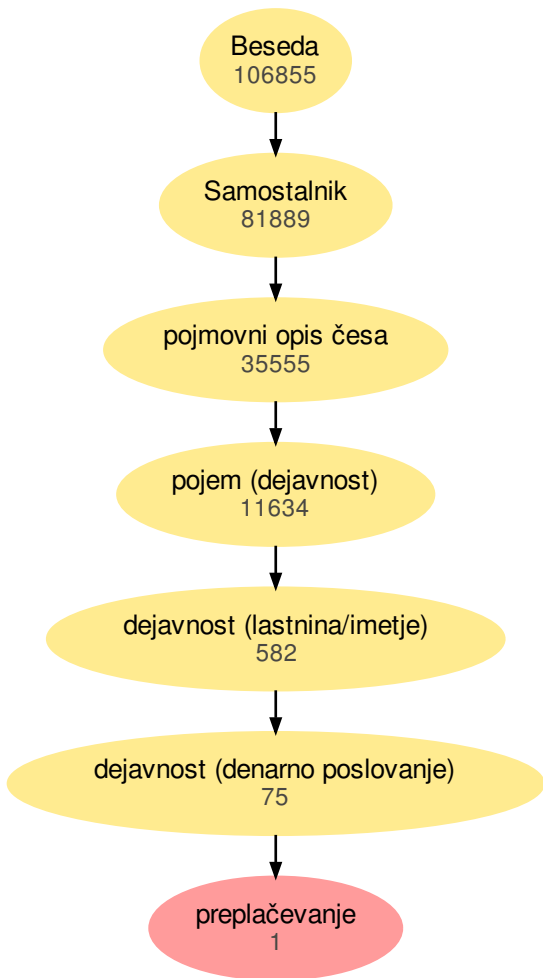 Beseda
106855
Samostalnik
81889
pojmovni opis česa
35555
pojem (dejavnost)
11634
dejavnost (lastnina/imetje)
582
dejavnost (denarno poslovanje)
75
preplačevanje
1